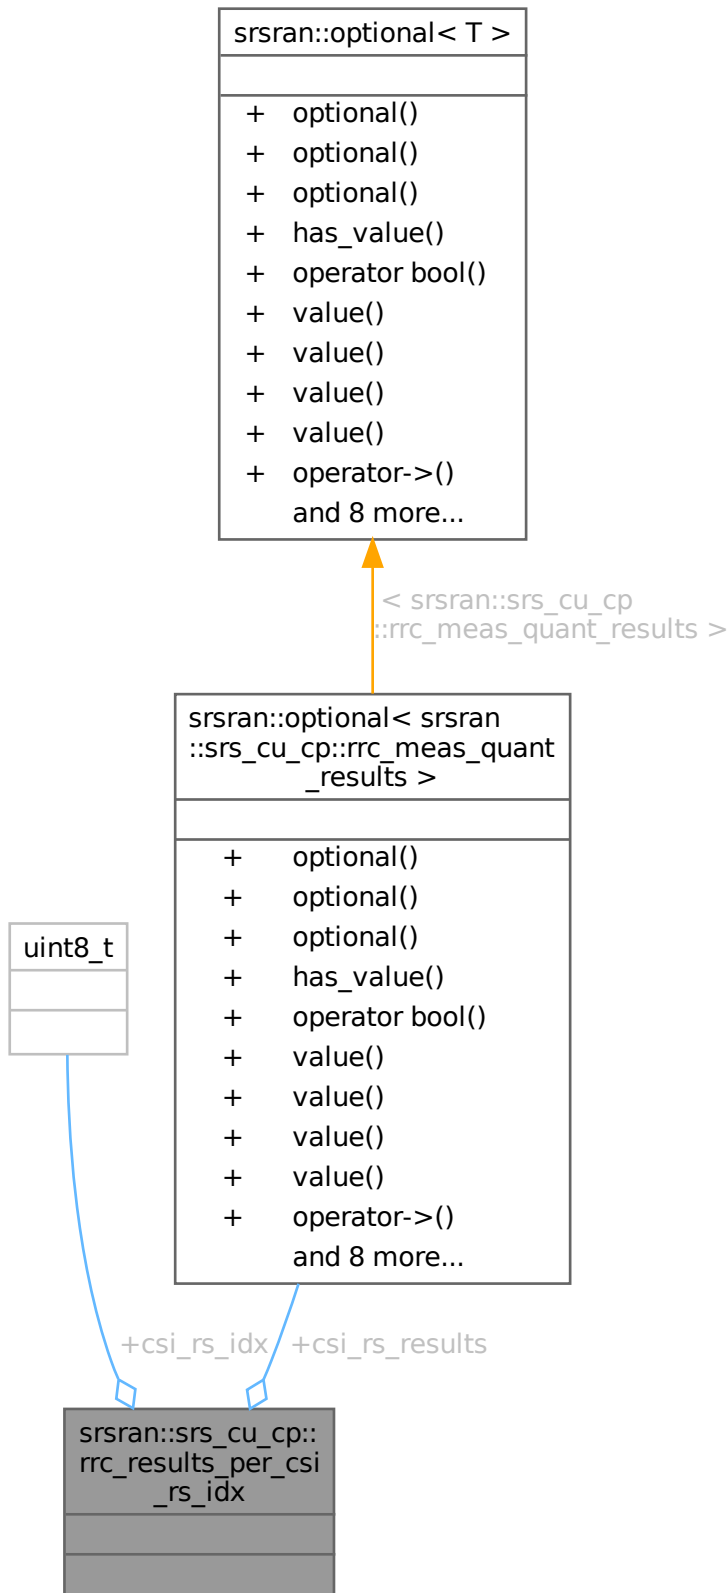 srsran::optional< T >
+ optional()
+ optional()
+ optional()
+ has_value()
+ operator bool()
+ value()
+ value()
+ value()
+ value()
+ operator->()
and 8 more...
< srsran::srs_cu_cp
::rrc_meas_quant_results >
srsran::optional< srsran
::srs_cu_cp::rrc_meas_quant
_results >
+ optional()
+ optional()
+ optional()
+ has_value()
+ operator bool()
+ value()
+ value()
+ value()
+ value()
+ operator->()
and 8 more...
uint8_t
+csi_rs_idx
+csi_rs_results
srsran::srs_cu_cp::
rrc_results_per_csi
_rs_idx